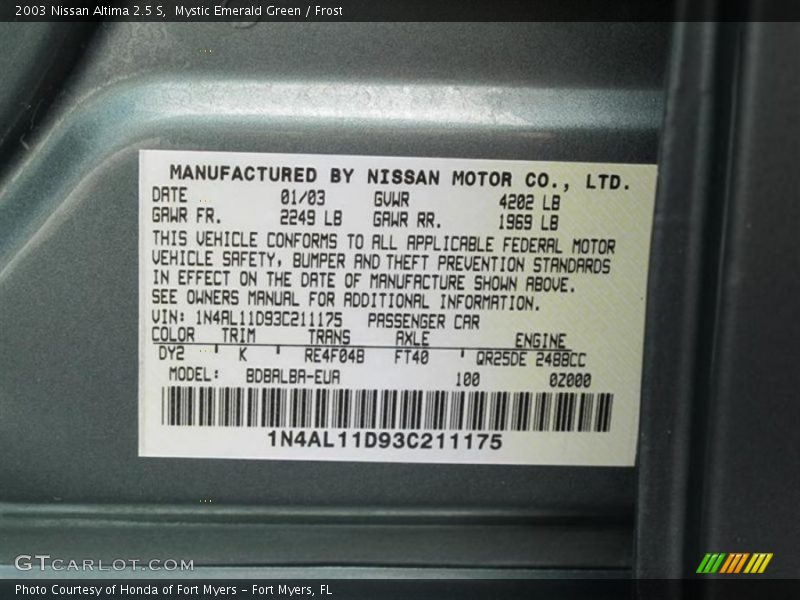 2003 Nissan Altima 2.5 S, Mystic Emerald Green / Frost
MANUFACTURED BY NISSAN MOTOR CO., LTD.
DATE 01/03 GVWR 4202 LB
GAWR FR. 2249 LB GAWR RR. 1969 LB
THIS VEHICLE CONFORMS TO ALL APPLICABLE FEDERAL MOTOR
VEHICLE SAFETY, BUMPER AND THEFT PREVENTION STANDARDS
IN EFFECT ON THE DATE OF MANUFACTURE SHOWN ABOVE.
SEE OWNERS MANUAL FOR ADDITIONAL INFORMATION.
VIN: 1N4AL11D93C211175 PASSENGER CAR
COLOR TRIM TRANS AXLE ENGINE
DY2 K RE4F04B FT40 QR25DE 2488CC
MODEL: BDBALBA-EUA 100 0Z000
1N4AL11D93C211175
GTCARLOT.COM
Photo Courtesy of Honda of Fort Myers - Fort Myers, FL